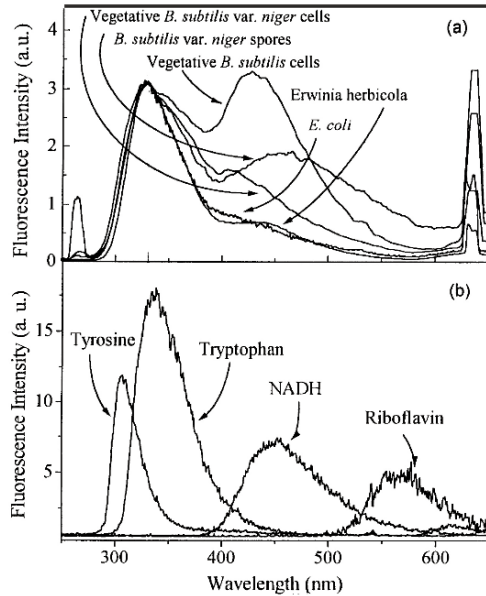 Vegetative B. subtilis var. niger cells
(a)
B. subtilis var. niger spores
Vegetative B. subtilis cells
Erwinia herbicola
E. coli
Fluorescence Intensity (a. u.)
4
3
2
1
0
(b)
Fluorescence Intensity (a. u.)
15
10
5
Tyrosine
Tryptophan
NADH
Riboflavin
300 400 500 600
Wavelength (nm)